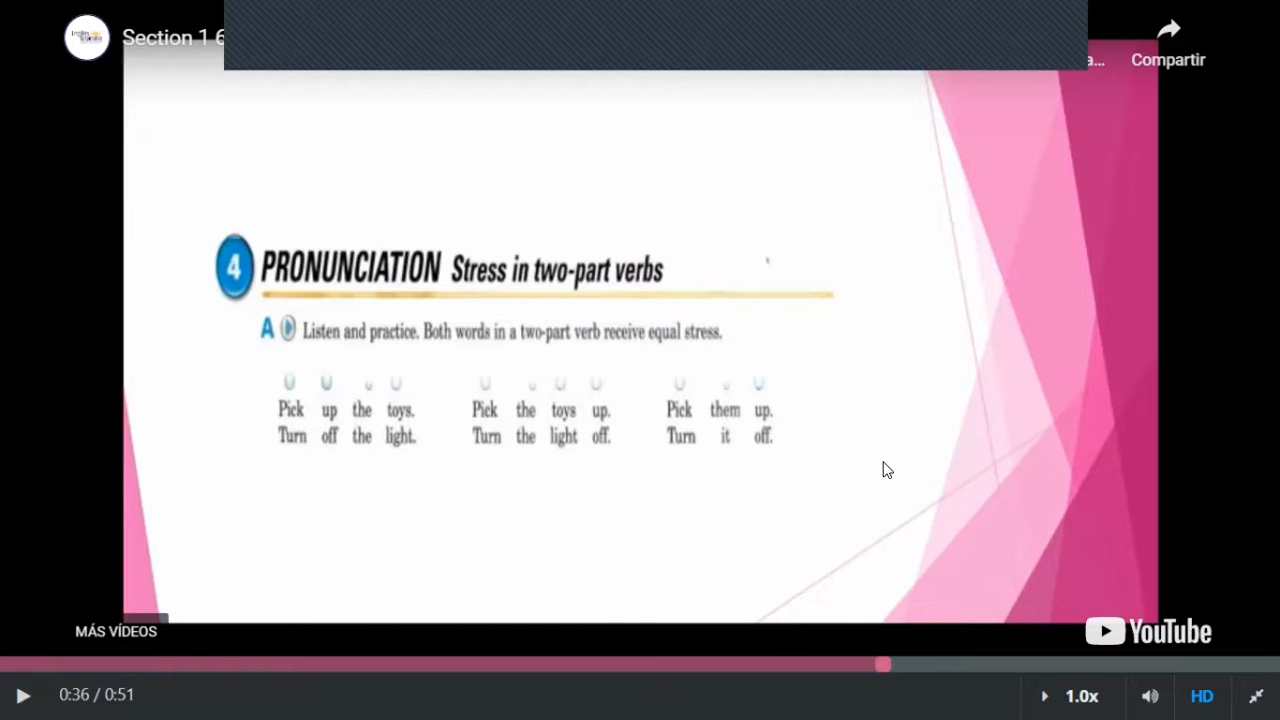 Section 1 6
a...
Compartir
4 PRONUNCIATION Stress in two-part verbs
A Listen and practice. Both words in a two-part verb receive equal stress.
Pick up the toys. Pick the toys up. Pick them up.
Turn off the light. Turn the light off. Turn it off.
MÁS VÍDEOS
YouTube
0:36 / 0:51
1.0x
HD